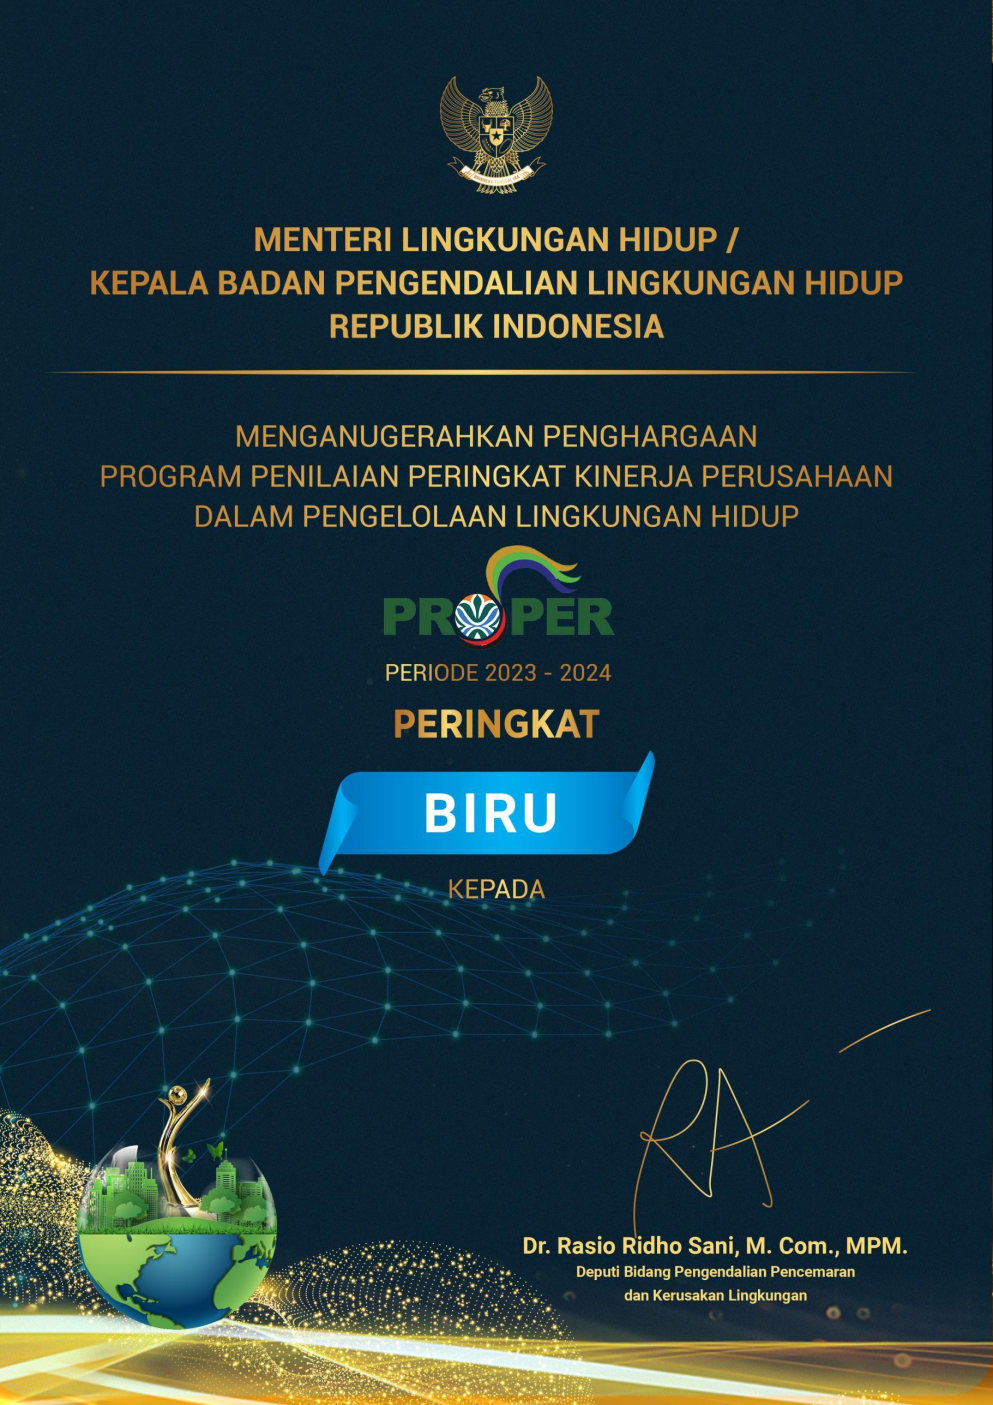 MENTERI LINGKUNGAN HIDUP /
KEPALA BADAN PENGENDALIAN LINGKUNGAN HIDUP
REPUBLIK INDONESIA
MENGANUGERAHKAN PENGHARGAAN
PROGRAM PENILAIAN PERINGKAT KINERJA PERUSAHAAN
DALAM PENGELOLAAN LINGKUNGAN HIDUP
PROPER
PERIODE 2023 - 2024
PERINGKAT
BIRU
KEPADA
Dr. Rasio Ridho Sani, M. Com., MPM.
Deputi Bidang Pengendalian Pencemaran
dan Kerusakan Lingkungan